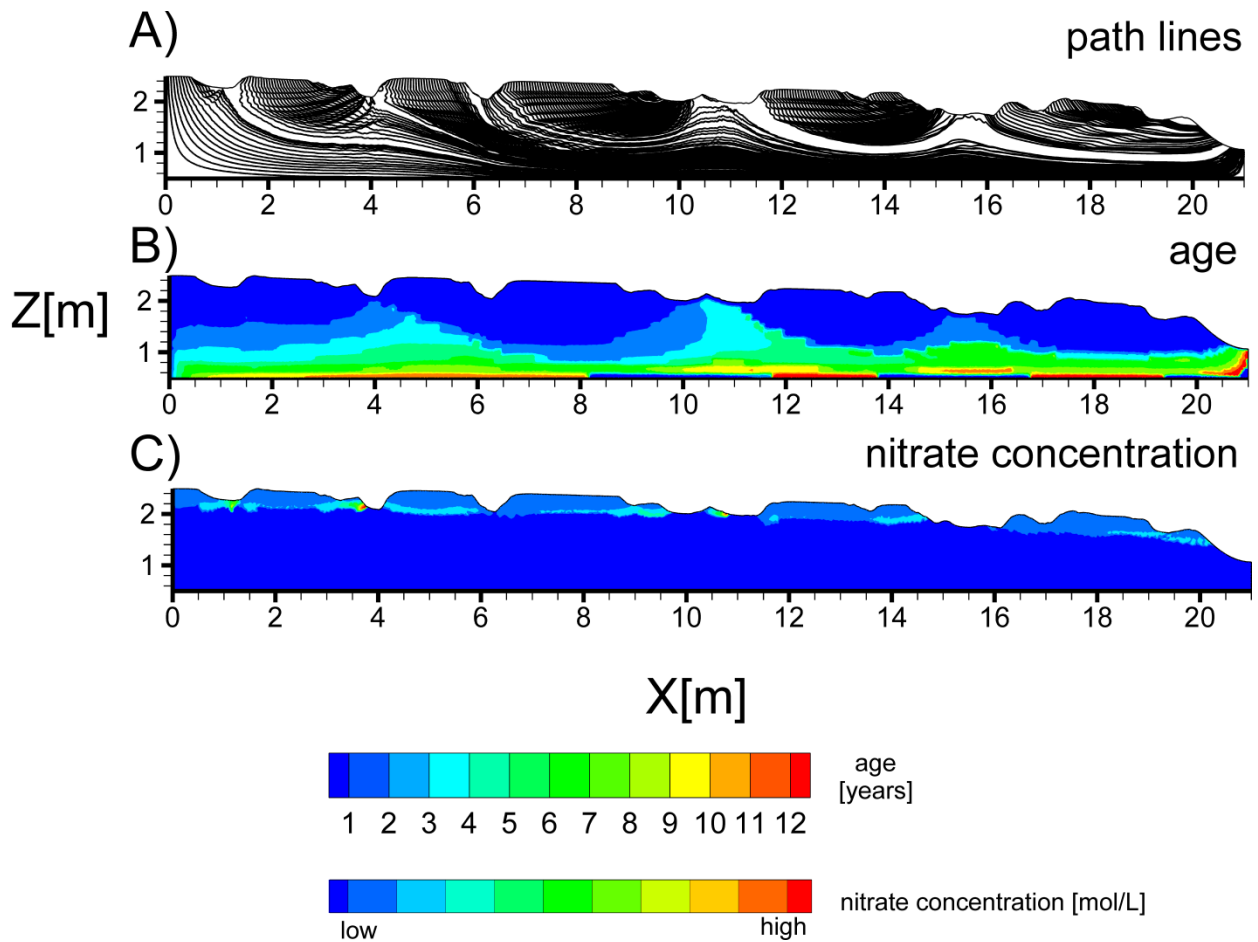 A)
path lines
2
1
0 2 4 6 8 10 12 14 16 18 20
B)
age
Z[m]
2
1
0 2 4 6 8 10 12 14 16 18 20
C)
nitrate concentration
2
1
0 2 4 6 8 10 12 14 16 18 20
X[m]
age
[years]
1 2 3 4 5 6 7 8 9 10 11 12
nitrate concentration [mol/L]
low high